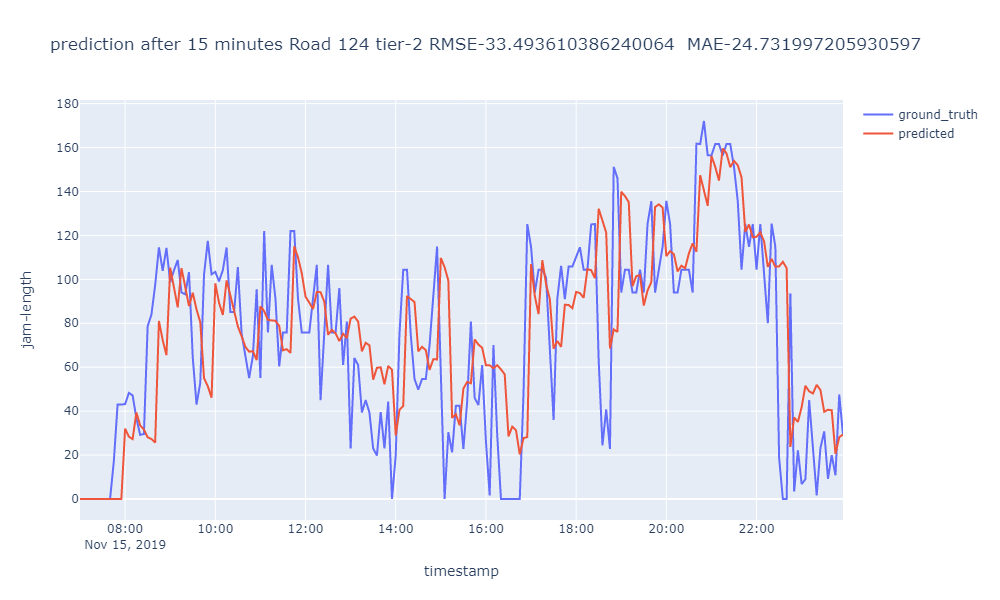 prediction after 15 minutes Road 124 tier-2 RMSE-33.493610386240064  MAE-24.731997205930597
ground_truth
predicted
jam-length
180
160
140
120
100
80
60
40
20
0
08:00 10:00 12:00 14:00 16:00 18:00 20:00 22:00
Nov 15, 2019
timestamp